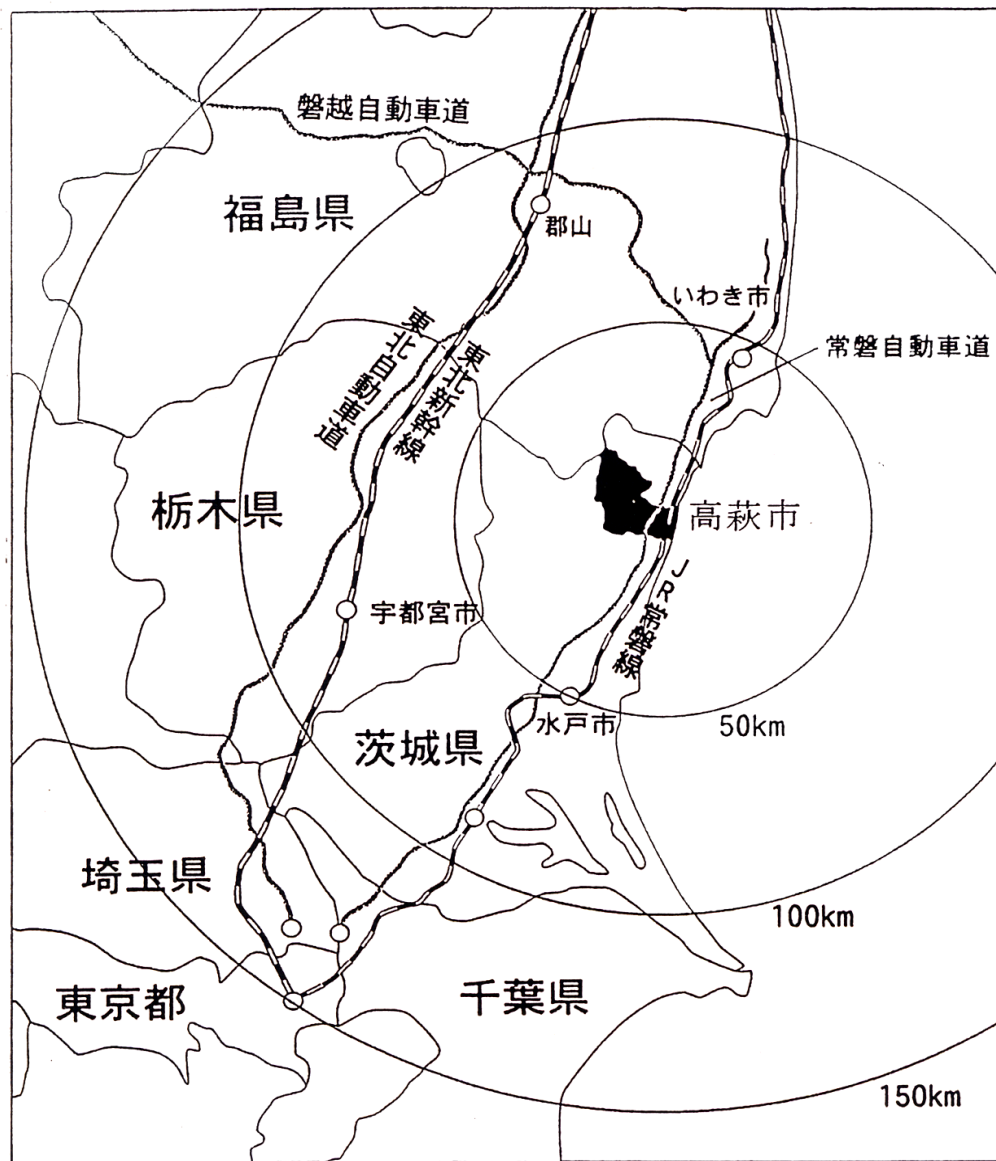 磐越自動車道
福島県
郡山
いわき市
常磐自動車道
東北自動車道
東北新幹線
栃木県
高萩市
宇都宮市
JR常磐線
水戸市
50km
茨城県
埼玉県
100km
東京都
千葉県
150km